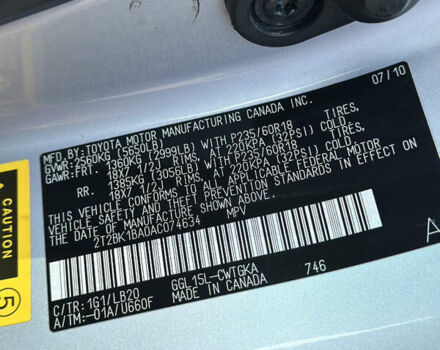 MFD.BY:TOYOTA MOTOR MANUFACTURING CANADA INC. 07/10
GVWR: 2560KG (5650LB)
GAWR:FRT. 1360KG (2999LB) WITH P235/60R18 TIRES,
18X7 1/2J RIMS, AT 220KPA (32PSI) COLD
RR. 1385KG (3056LB) WITH P235/60R18 TIRES,
18X7 1/2J RIMS, AT 220KPA (32PSI) COLD
THIS VEHICLE CONFORMS TO ALL APPLICABLE FEDERAL MOTOR
VEHICLE SAFETY STANDARDS IN EFFECT ON THE DATE OF
MANUFACTURE SHOWN ABOVE.
2T2BK1BA0AC074634 MPV
C/TR: 1G1/LB20 GGL15L-CWTGKA
A/TM:-01A/U660F MADE IN CANADA 746
CAUTION
5